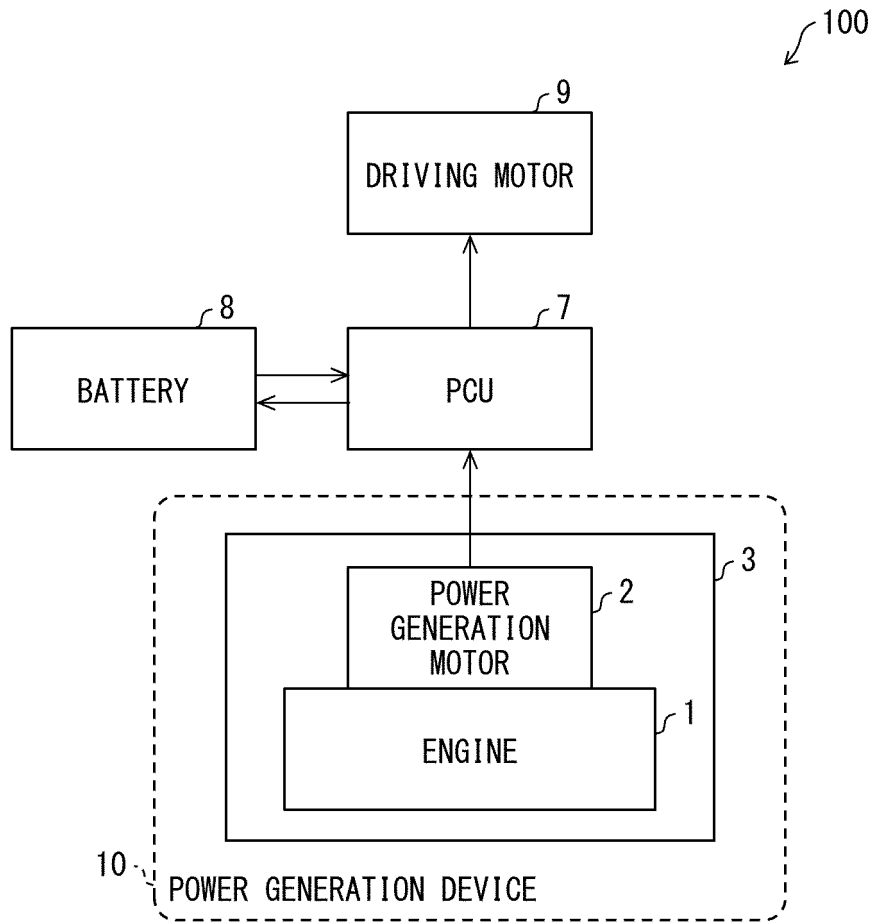 100
9
DRIVING MOTOR
8
7
BATTERY
PCU
3
POWER
GENERATION
MOTOR
2
1
ENGINE
10
POWER GENERATION DEVICE